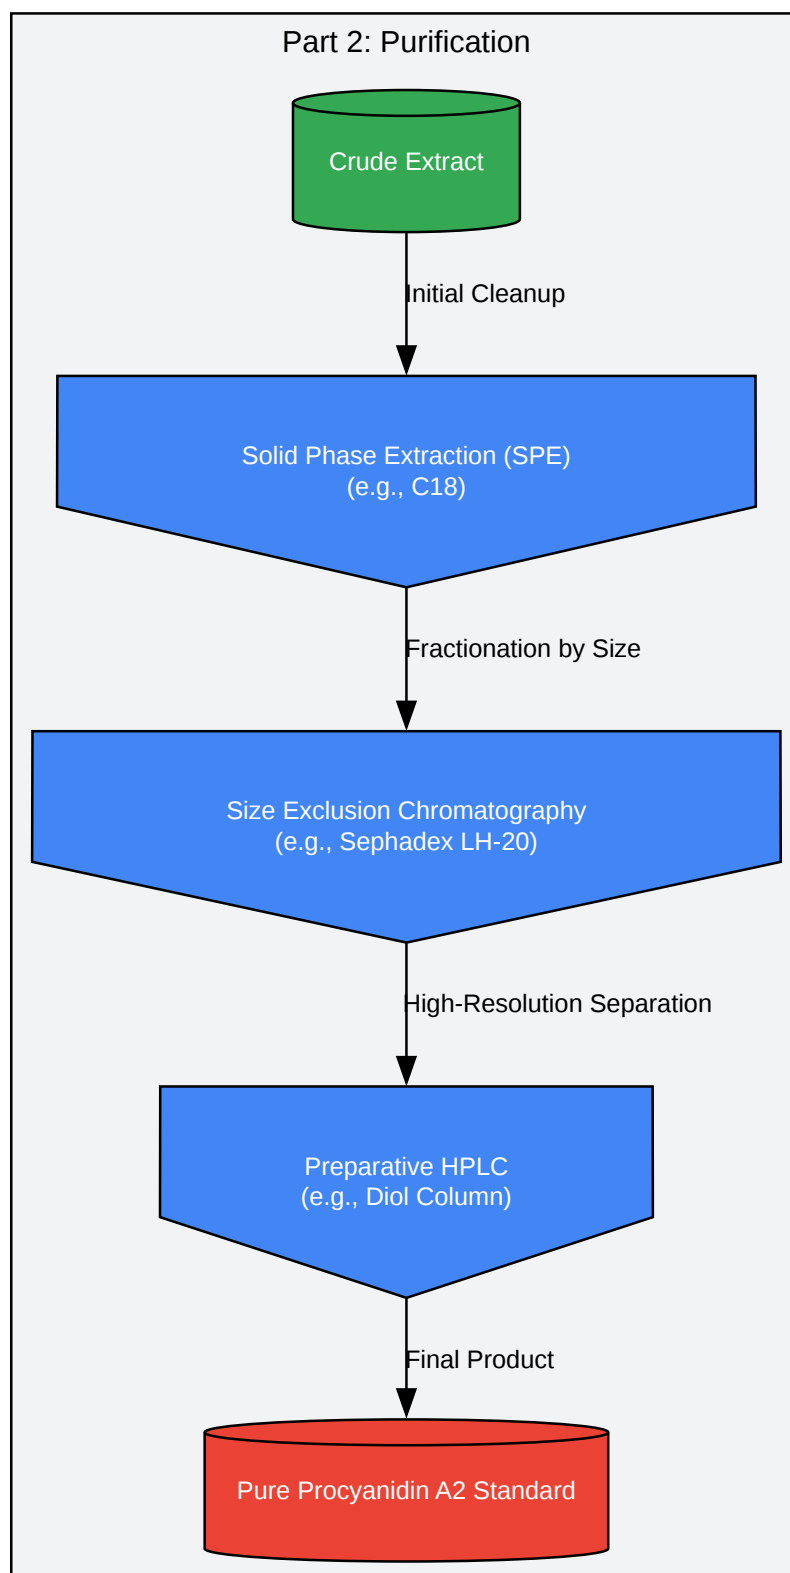 Part 2: Purification
Crude Extract
Initial Cleanup
Solid Phase Extraction (SPE)
(e.g., C18)
Fractionation by Size
Size Exclusion Chromatography
(e.g., Sephadex LH-20)
High-Resolution Separation
Preparative HPLC
(e.g., Diol Column)
Final Product
Pure Procyanidin A2 Standard